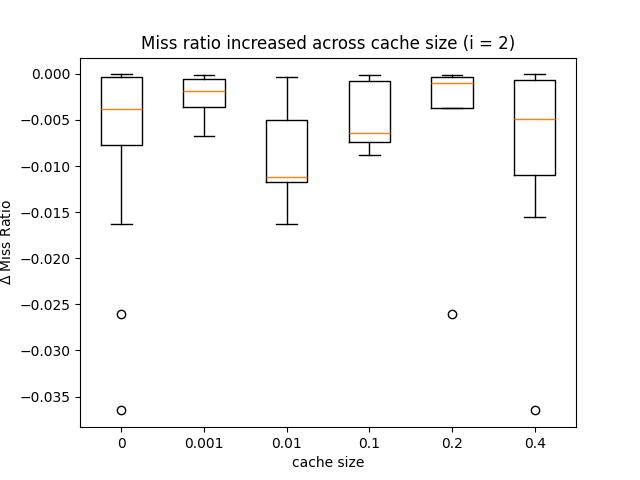 Miss ratio increased across cache size (i = 2)
Δ Miss Ratio
0.000
−0.005
−0.010
−0.015
−0.020
−0.025
−0.030
−0.035
0 0.001 0.01 0.1 0.2 0.4
cache size